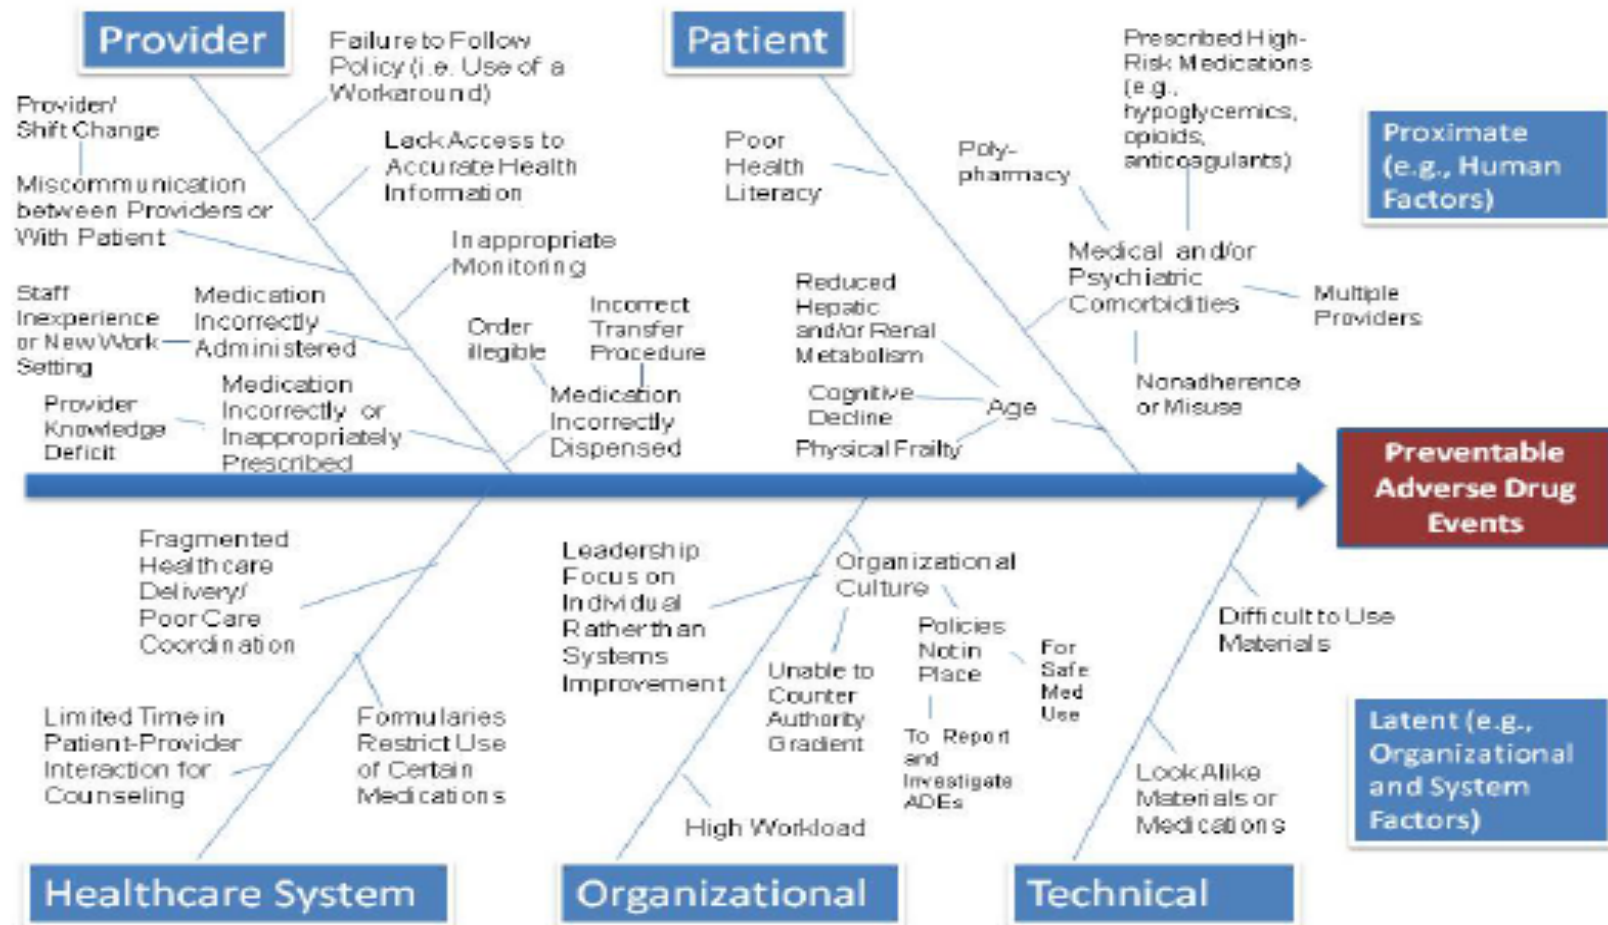 Provider
Failure to Follow
Policy (i.e. Use of a
Workaround)
Provider/
Shift Change
Lack Access to
Accurate Health
Information
Miscommunication
between Providers or
With Patient
Inappropriate
Monitoring
Staff
Inexperience
or New Work
Setting
Medication
Incorrectly
Administered
Order
illegible
Incorrect
Transfer
Procedure
Provider
Knowledge
Deficit
Medication
Incorrectly or
Inappropriately
Prescribed
Medication
Incorrectly
Dispensed
Patient
Poor
Health
Literacy
Poly-
pharmacy
Prescribed High-
Risk Medications
(e.g.,
hypoglycemics,
opioids,
anticoagulants)
Medical and/or
Psychiatric
Comorbidities
Multiple
Providers
Nonadherence
or Misuse
Reduced
Hepatic
and/or Renal
Metabolism
Cognitive
Decline
Age
Physical Frailty
Proximate
(e.g., Human
Factors)
Preventable
Adverse Drug
Events
Fragmented
Healthcare
Delivery/
Poor Care
Coordination
Limited Time in
Patient-Provider
Interaction for
Counseling
Formularies
Restrict Use
of Certain
Medications
Healthcare System
Leadership
Focus on
Individual
Rather than
Systems
Improvement
Organizational
Culture
Unable to
Counter
Authority
Gradient
Policies
Not in
Place
For
Safe
Med
Use
To Report
and
Investigate
ADEs
High Workload
Organizational
Difficult to Use
Materials
Look Alike
Materials or
Medications
Technical
Latent (e.g.,
Organizational
and System
Factors)